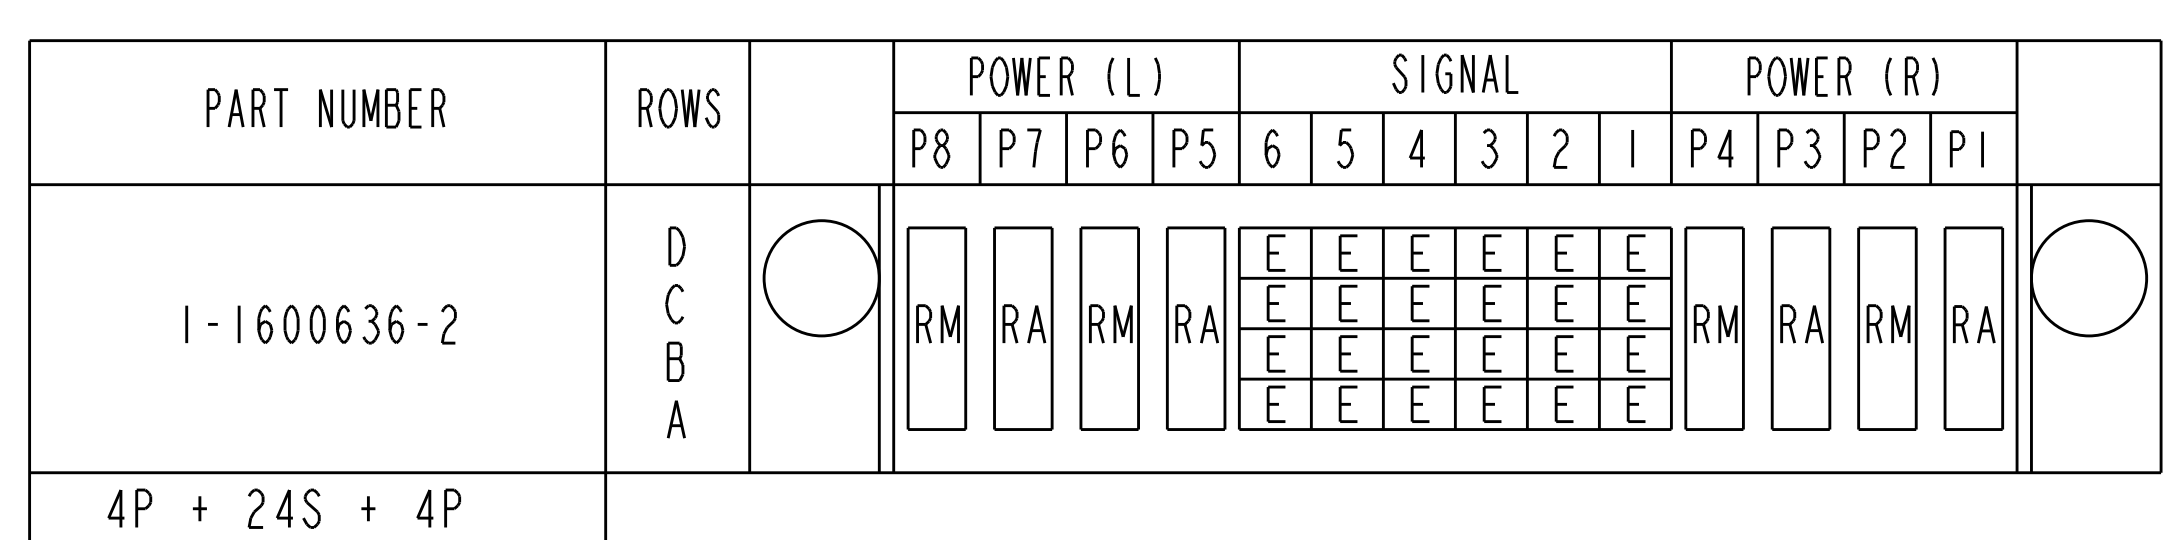 PART NUMBER ROWS POWER (L) SIGNAL POWER (R)
P8 P7 P6 P5 6 5 4 3 2 1 P4 P3 P2 P1
D E E E E E E
C E E E E E E
1-1600636-2 RM RA RM RA RM RA RM RA
B E E E E E E
A E E E E E E
4P + 24S + 4P